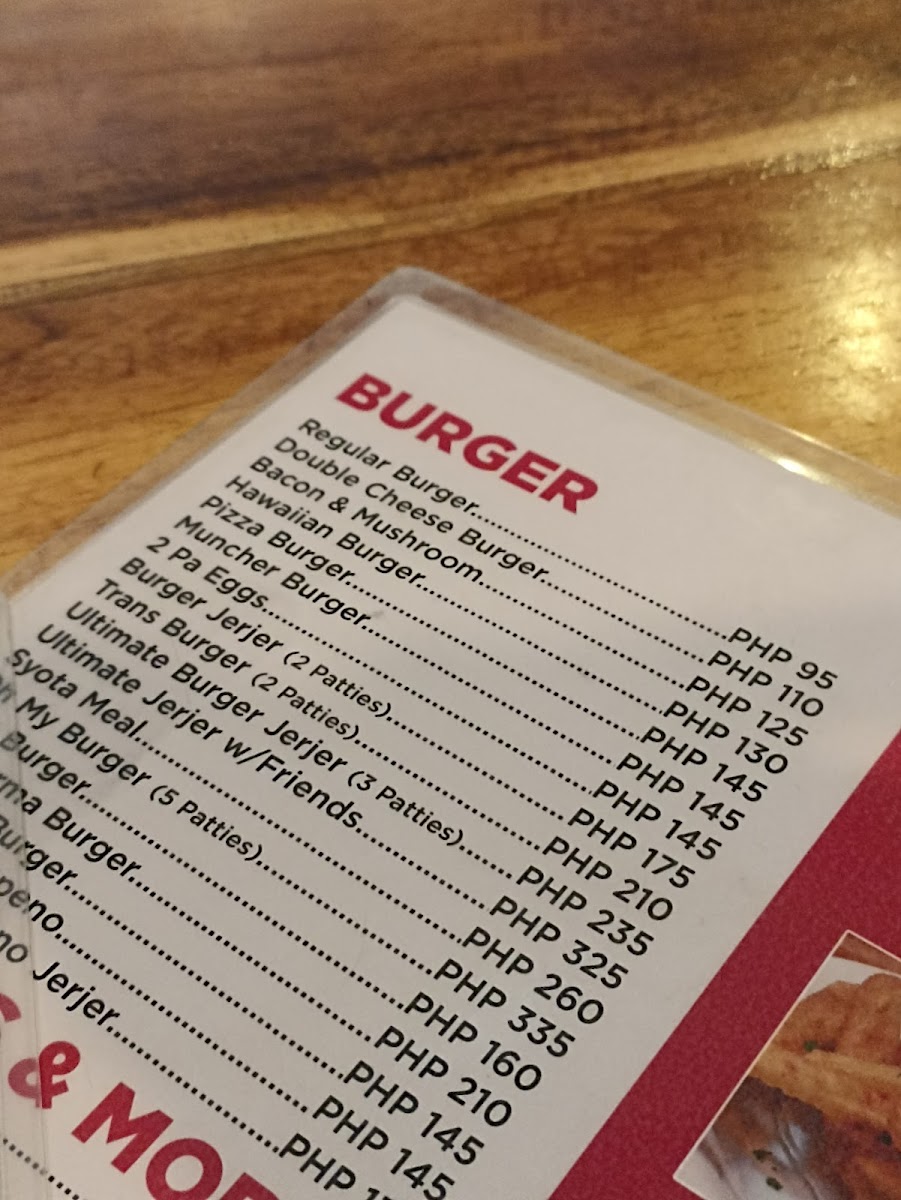 BURGER
Regular Burger PHP 95
Double Cheese Burger PHP 110
Bacon & Mushroom PHP 125
Hawaiian Burger PHP 130
Pizza Burger PHP 145
Muncher Burger PHP 145
2 Pa Eggs PHP 145
Burger Jerjer (2 Patties) PHP 175
Trans Burger (2 Patties) PHP 210
Ultimate Burger Jerjer (3 Patties) PHP 235
Ultimate Jerjer w/Friends PHP 325
Syota Meal PHP 260
My Burger (5 Patties) PHP 335
Burger PHP 160
Burger PHP 210
Burger PHP 145
PHP 145
Jerjer PHP
&